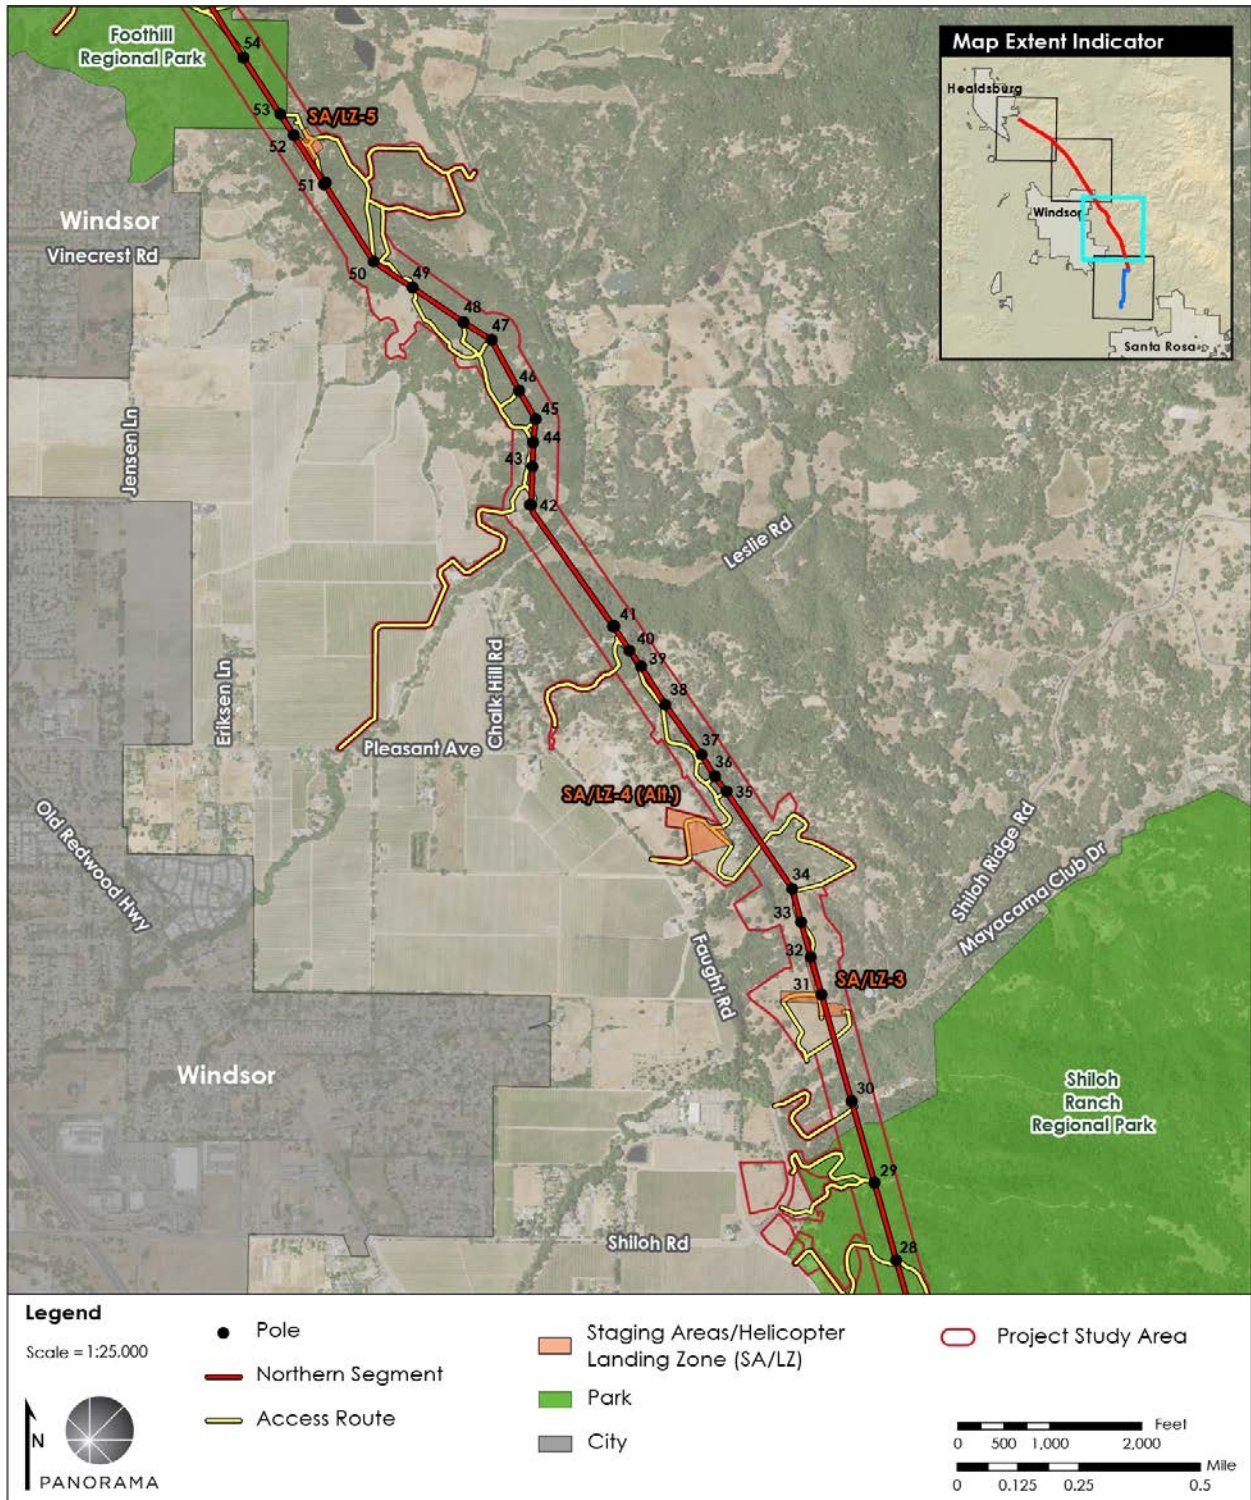 Foothill
Regional Park
54
53
SA/LZ-5
52
51
Windsor
Vinecrest Rd
50
49
48
47
46
45
44
43
42
Jensen Ln
Leslie Rd
41
40
39
38
37
36
35
Eriksen Ln
Chalk Hill Rd
Pleasant Ave
SA/LZ-4 (Alt.)
Old Redwood Hwy
34
33
32
31
SA/LZ-3
Shiloh Ridge Rd
Mayacama Club Dr
Faught Rd
Windsor
30
Shiloh
Ranch
Regional Park
29
28
Shiloh Rd
Map Extent Indicator
Healdsburg
Windsor
Santa Rosa
Legend
Scale = 1:25.000
N
PANORAMA
Pole
Northern Segment
Access Route
Staging Areas/Helicopter
Landing Zone (SA/LZ)
Park
City
Project Study Area
Feet
0 500 1,000 2,000
Mile
0 0.125 0.25 0.5